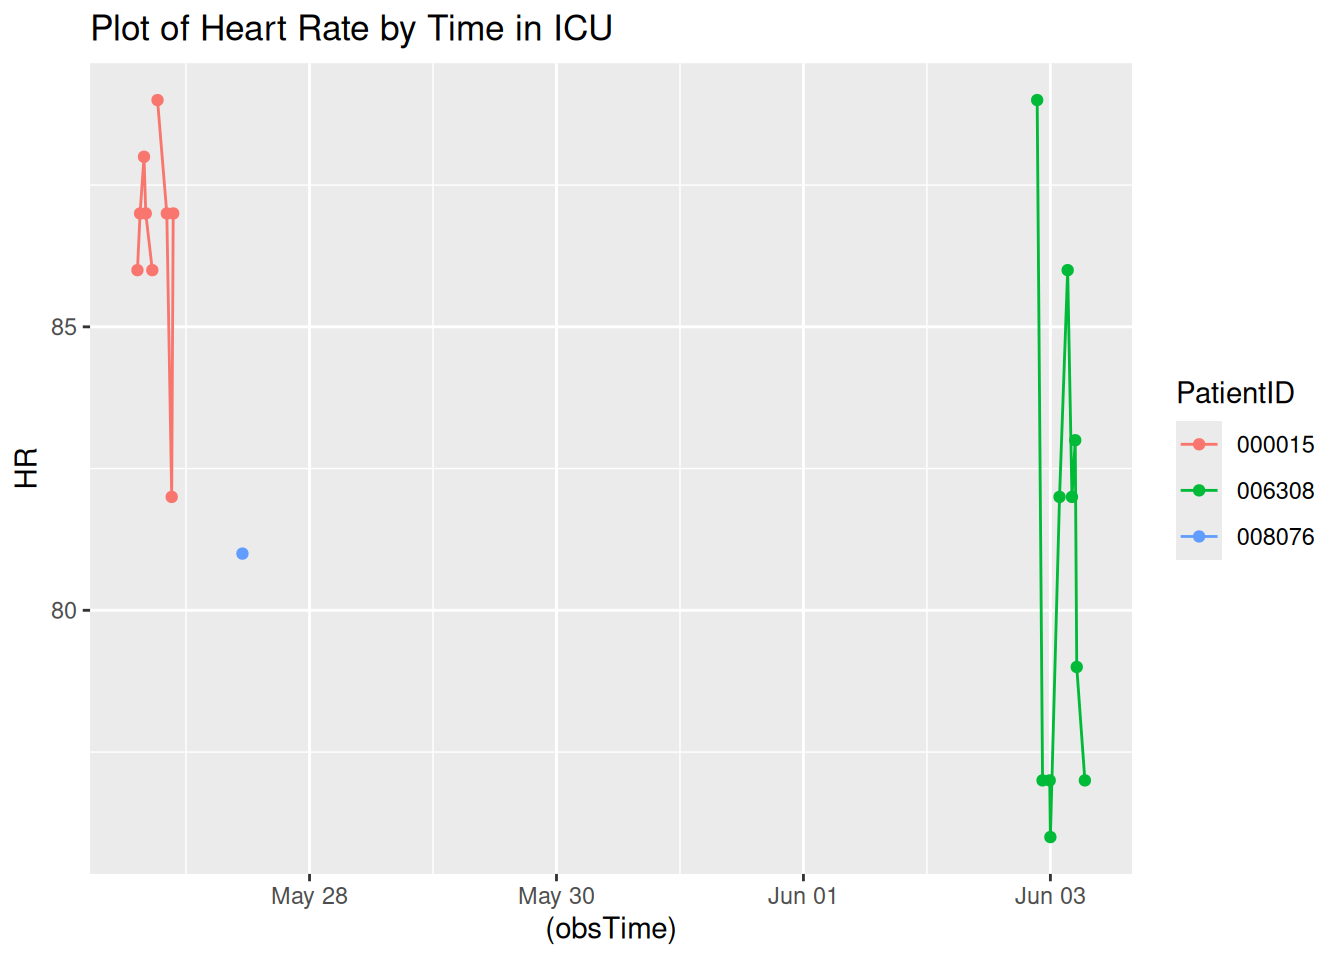 Plot of Heart Rate by Time in ICU
85
80
HR
May 28 May 30 Jun 01 Jun 03
(obsTime)
PatientID
000015
006308
008076